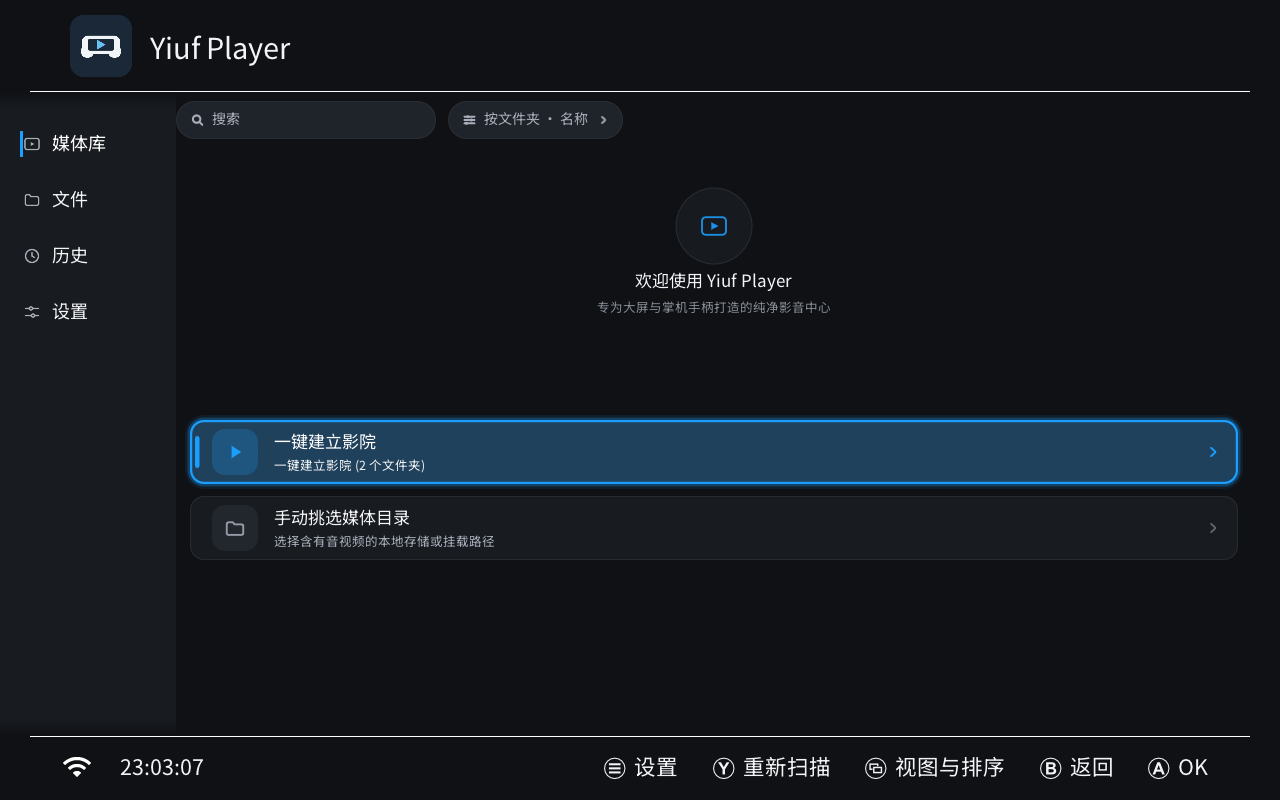 Yiuf Player
搜索
按文件夹 · 名称
媒体库
文件
历史
设置
欢迎使用 Yiuf Player
专为大屏与掌机手柄打造的纯净影音中心
一键建立影院
一键建立影院 (2 个文件夹)
手动挑选媒体目录
选择含有音视频的本地存储或挂载路径
23:03:07
设置
Y 重新扫描
视图与排序
B 返回
A OK